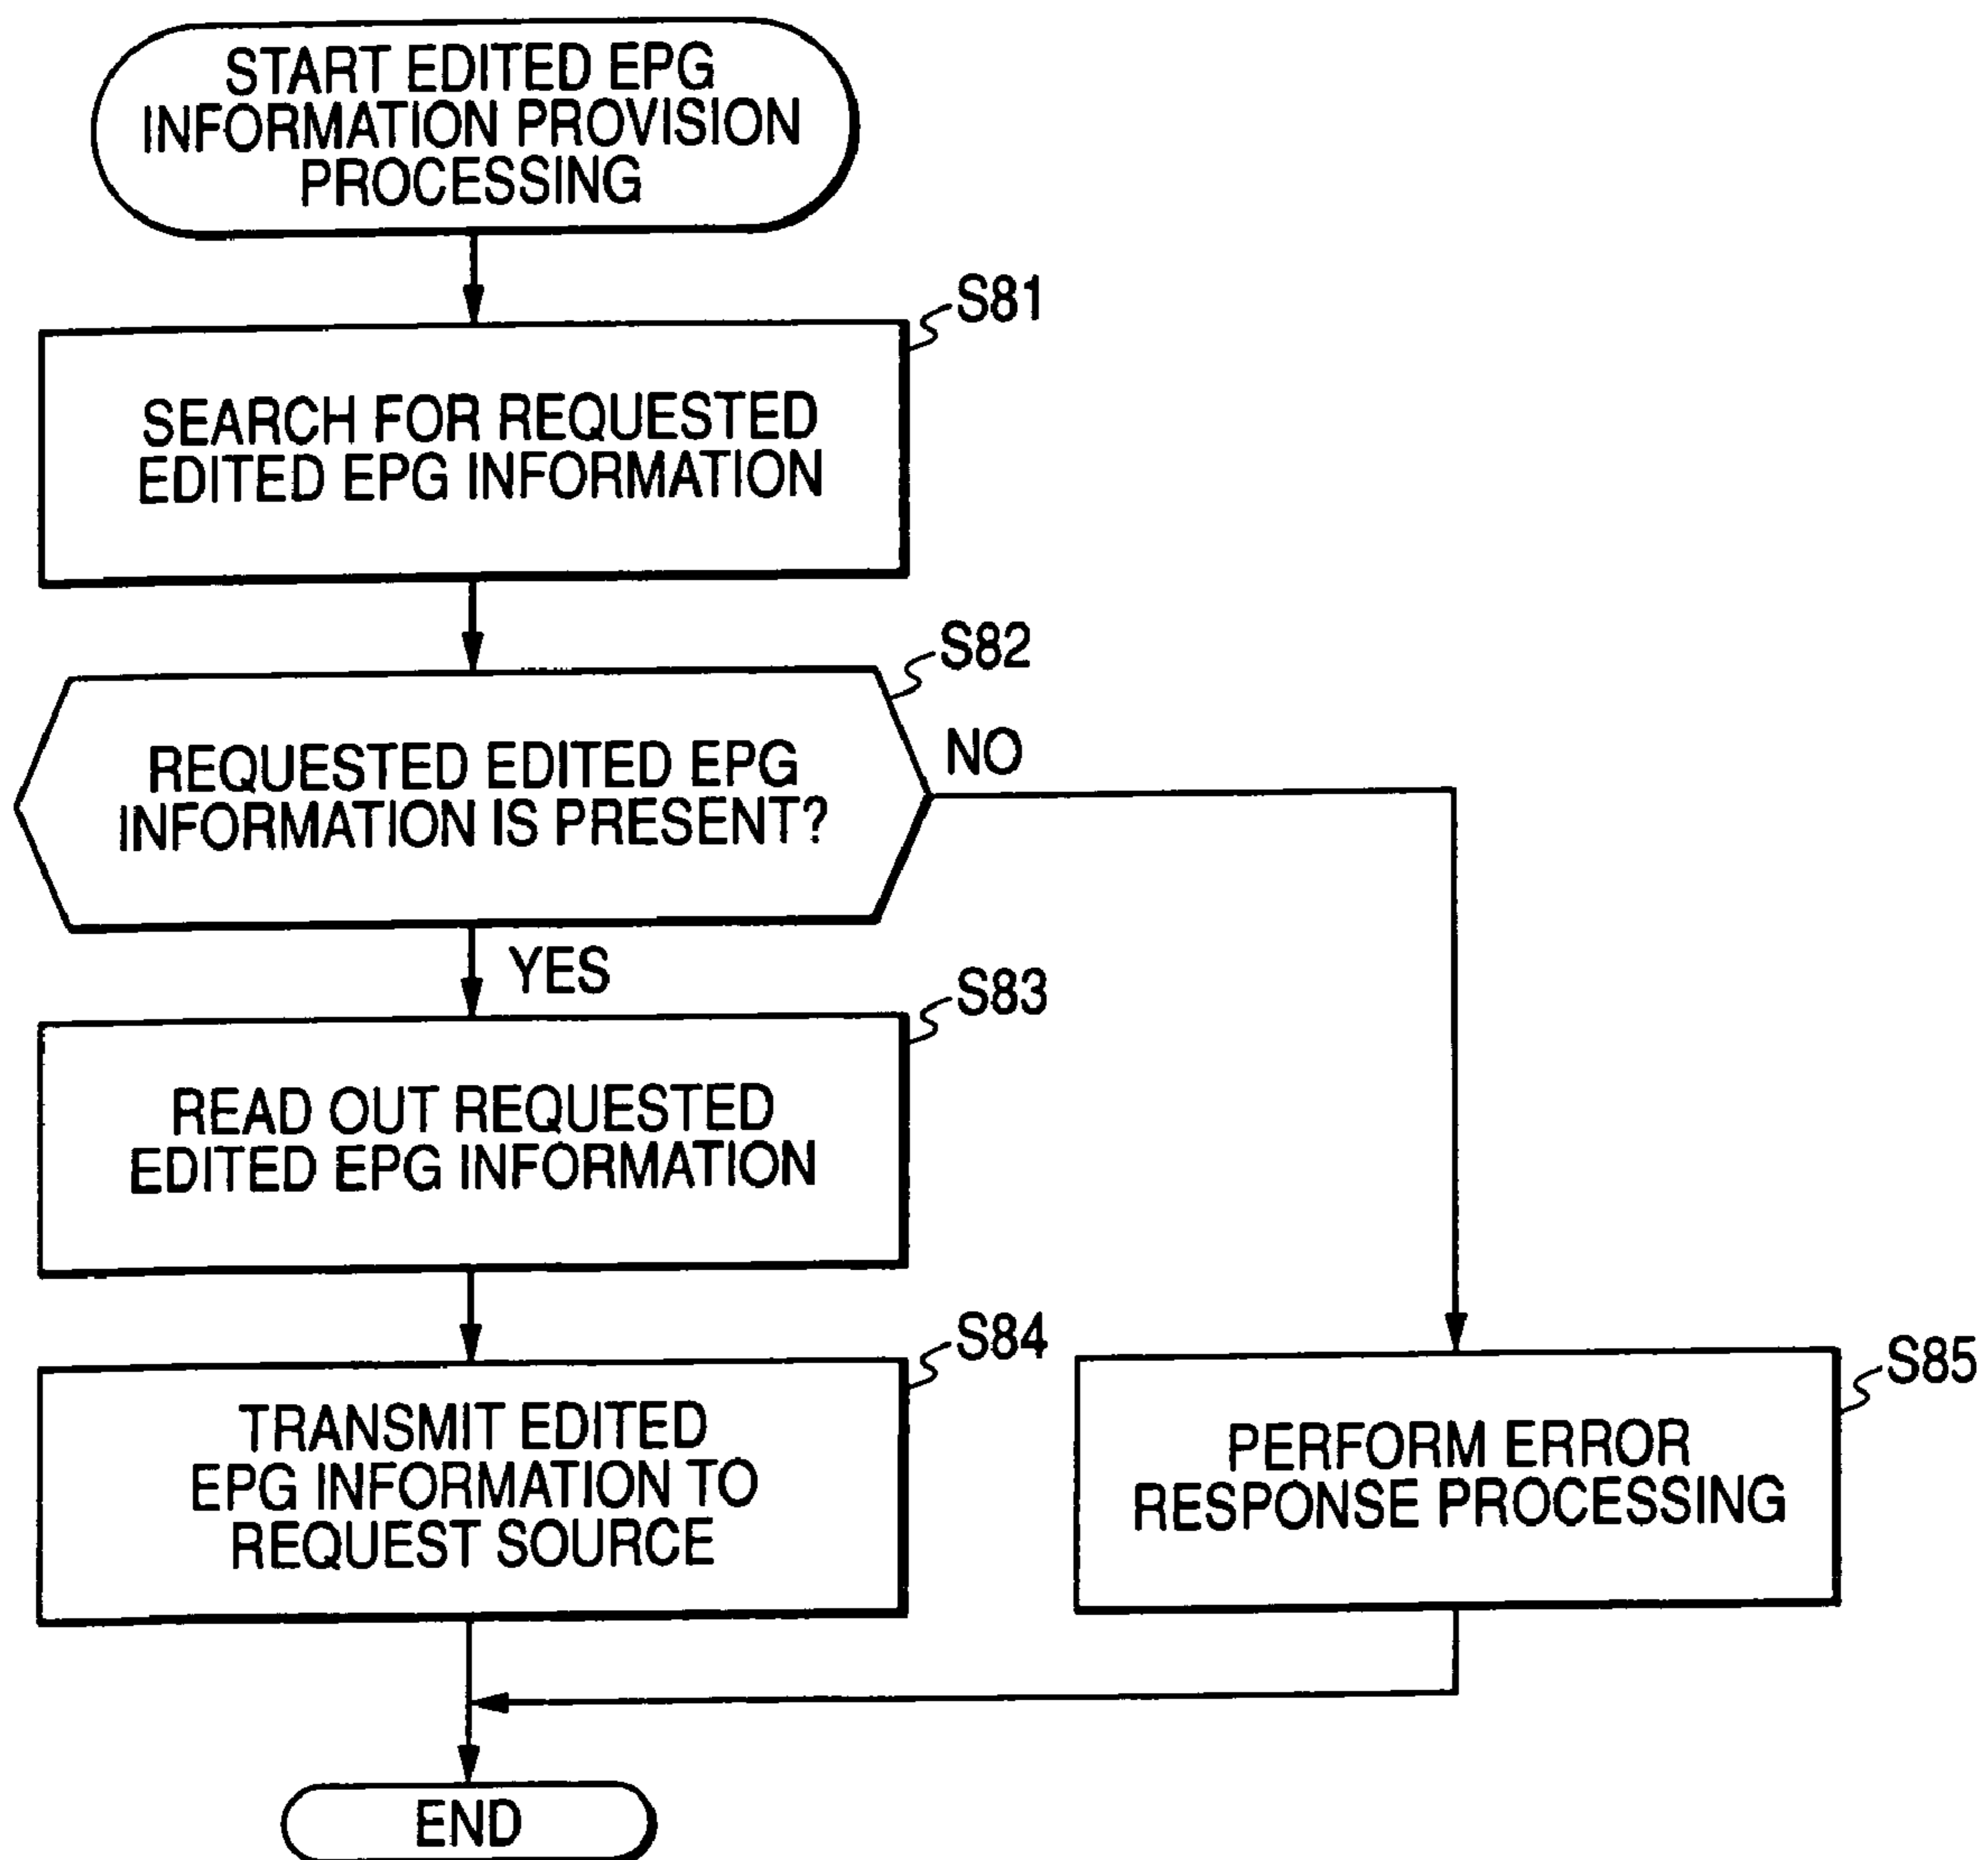 START EDITED EPG
INFORMATION PROVISION
PROCESSING
S81
SEARCH FOR REQUESTED
EDITED EPG INFORMATION
S82
REQUESTED EDITED EPG
INFORMATION IS PRESENT?
NO
YES
S83
READ OUT REQUESTED
EDITED EPG INFORMATION
S84
TRANSMIT EDITED
EPG INFORMATION TO
REQUEST SOURCE
S85
PERFORM ERROR
RESPONSE PROCESSING
END